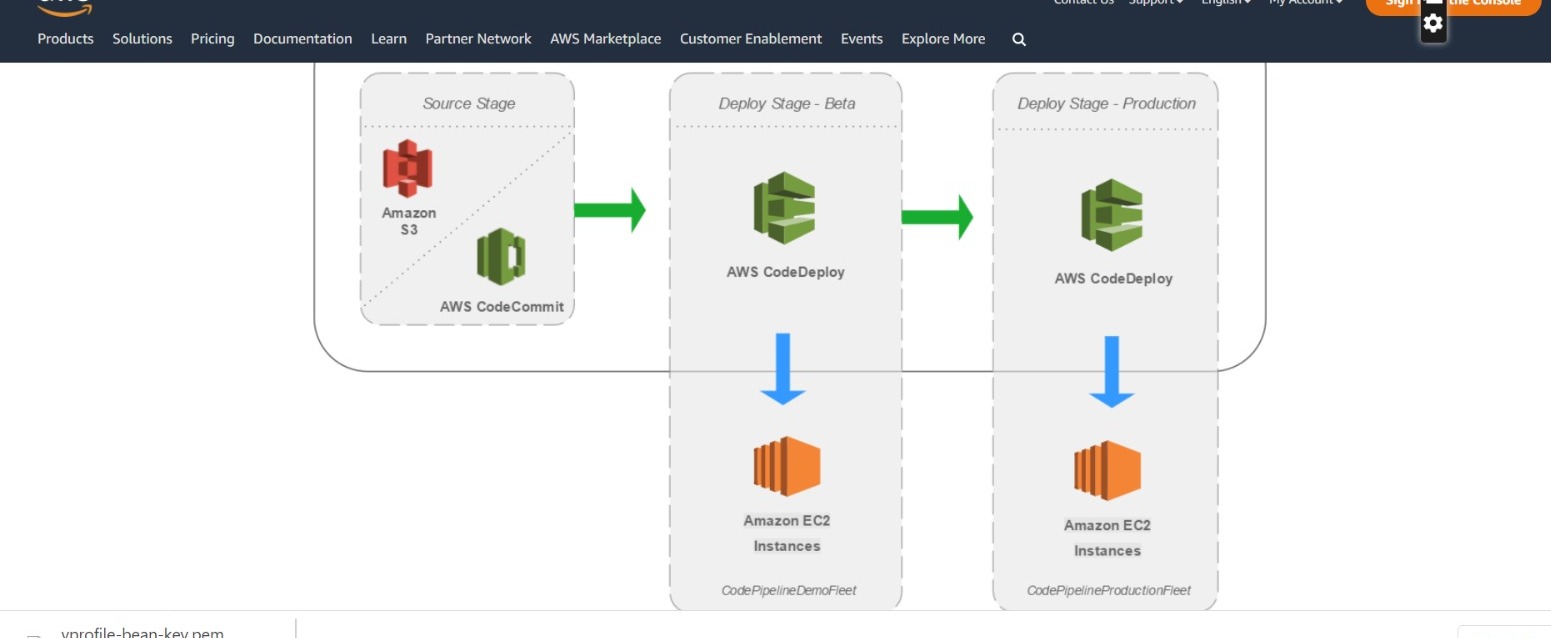 Contact Us Support English My Account Sign the Console
Products Solutions Pricing Documentation Learn Partner Network AWS Marketplace Customer Enablement Events Explore More
Source Stage
Amazon
S3
AWS CodeCommit
Deploy Stage - Beta
AWS CodeDeploy
Amazon EC2
Instances
CodePipelineDemoFleet
Deploy Stage - Production
AWS CodeDeploy
Amazon EC2
Instances
CodePipelineProductionFleet
vprofile-bean-key.pem